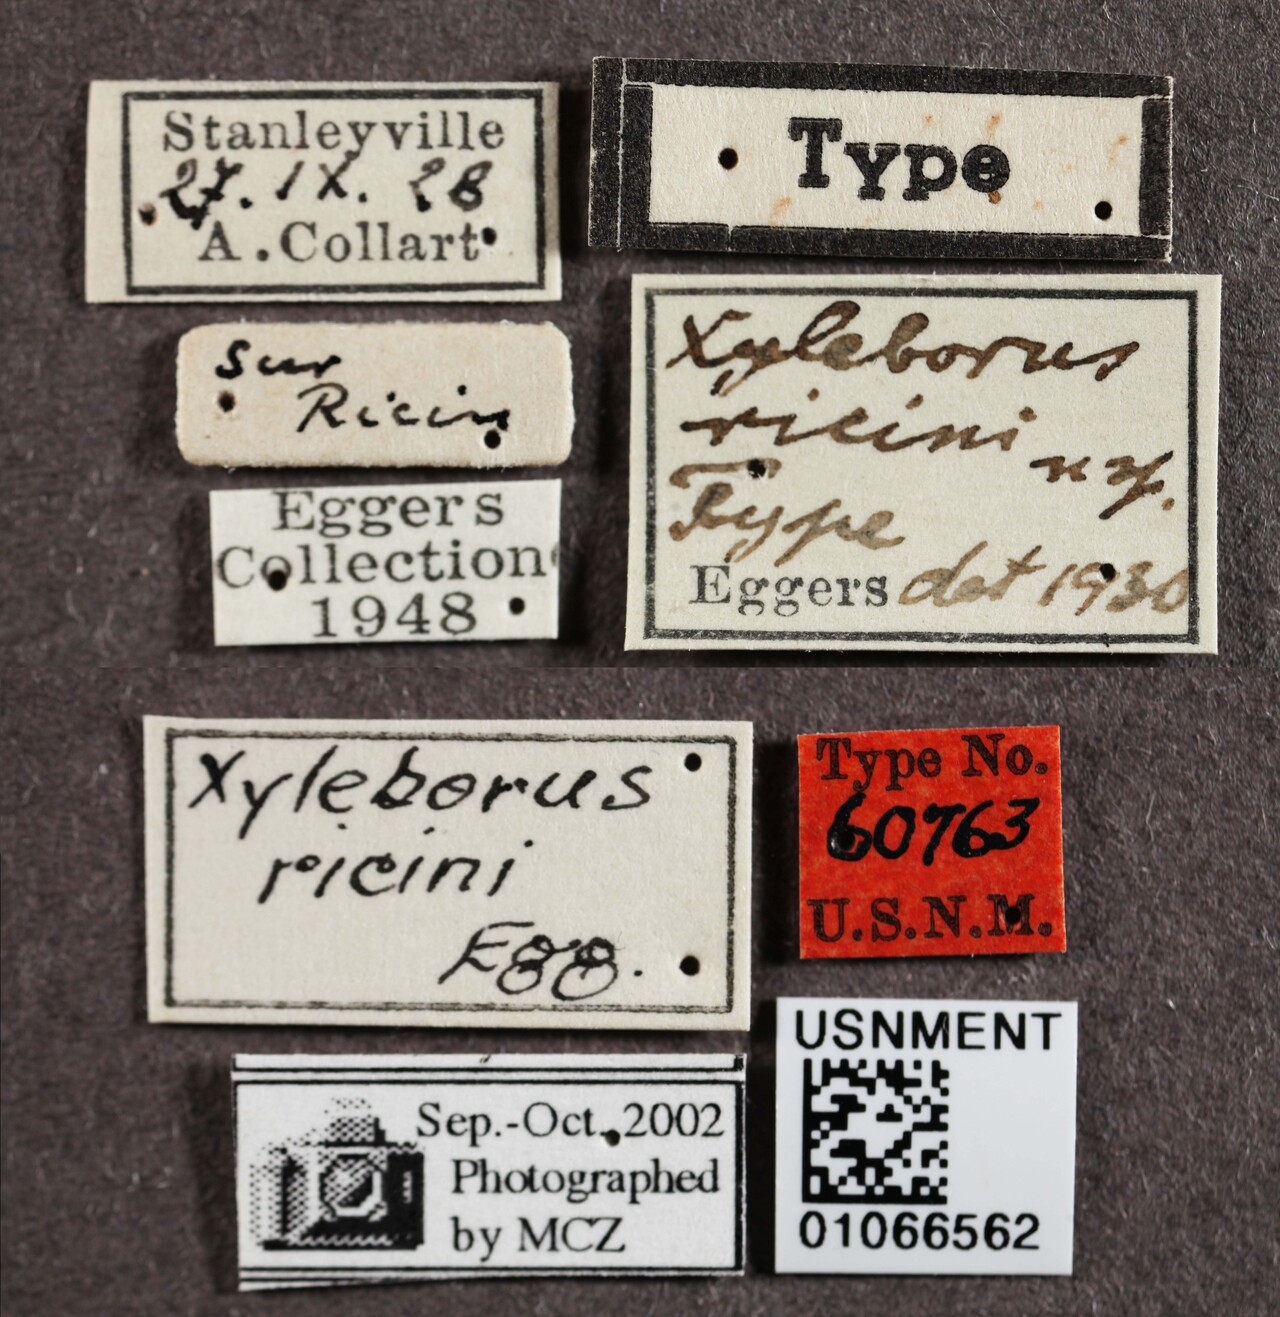 Stanleyville
27.IX.28
A.Collart
Type
Sur
Ricin
Eggers
Collection
1948
Xyleborus
ricini
n sp.
Type
Eggers det 1930
Xyleborus
ricini
Egg.
Type No.
60763
U.S.N.M.
Sep.-Oct. 2002
Photographed
by MCZ
USNMENT
01066562